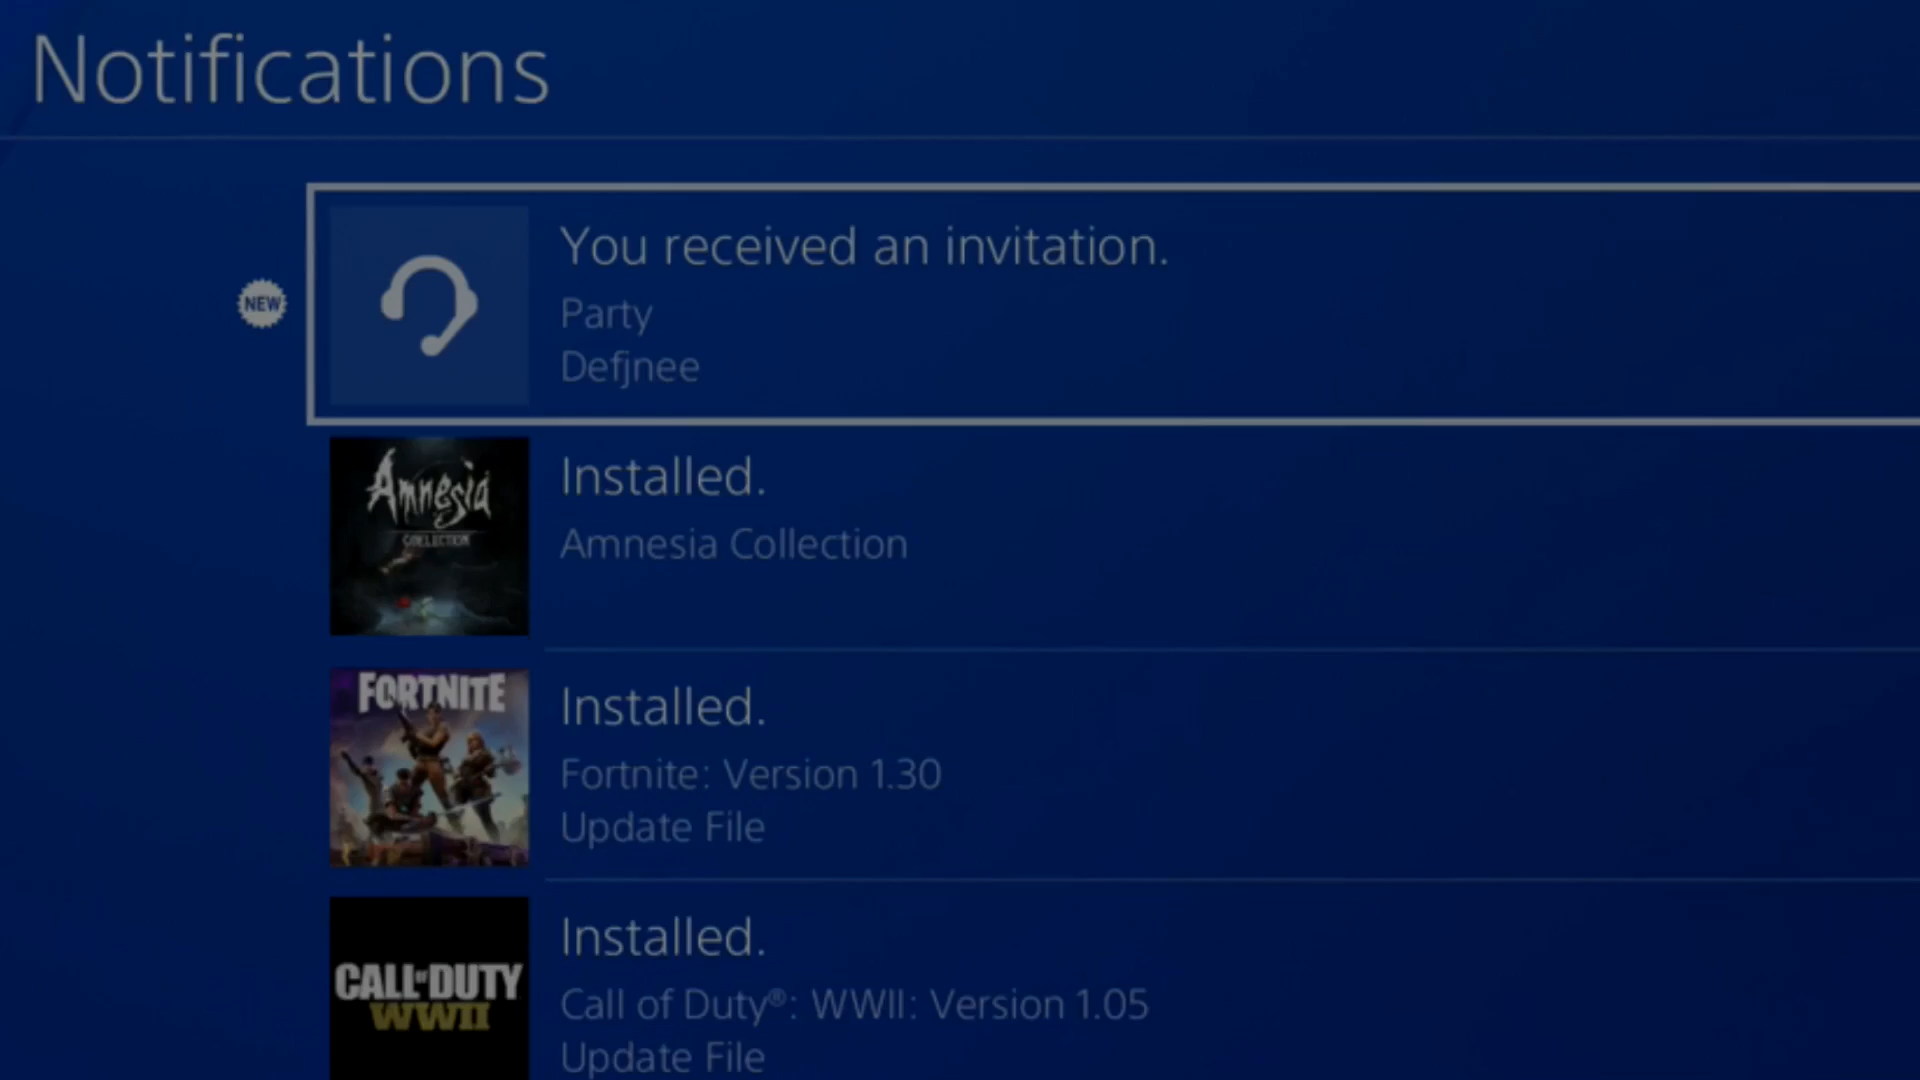 Notifications
NEW
You received an invitation.
Party
Defjnee
Amnesia
COLLECTION
Installed.
Amnesia Collection
FORTNITE
Installed.
Fortnite: Version 1.30
Update File
CALL OF DUTY
WWII
Installed.
Call of Duty®: WWII: Version 1.05
Update File